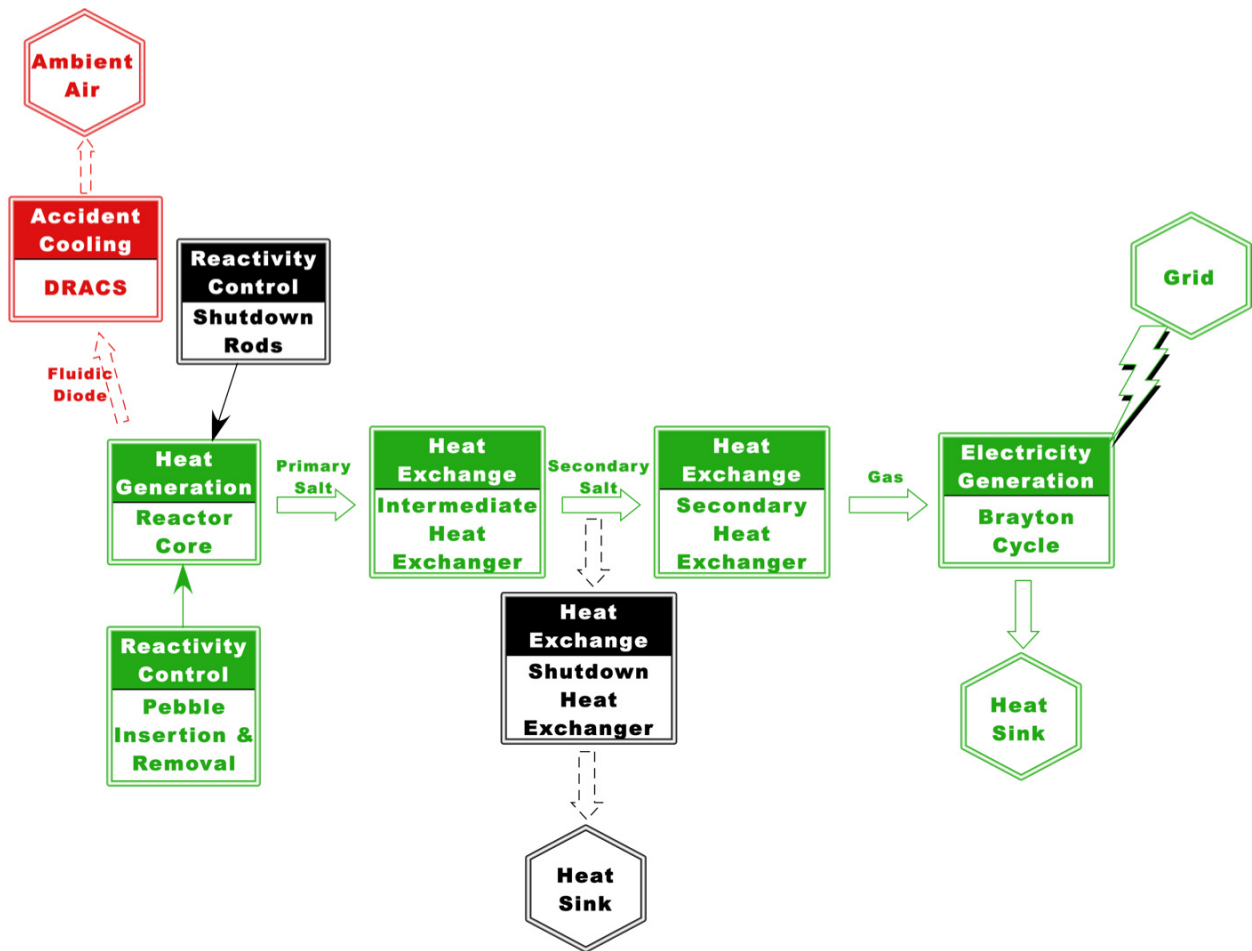 Ambient
Air
Accident
Cooling
DRACS
Fluidic
Diode
Reactivity
Control
Shutdown
Rods
Grid
Heat
Generation
Reactor
Core
Primary
Salt
Heat
Exchange
Intermediate
Heat
Exchanger
Secondary
Salt
Heat
Exchange
Secondary
Heat
Exchanger
Gas
Electricity
Generation
Brayton
Cycle
Reactivity
Control
Pebble
Insertion &
Removal
Heat
Exchange
Shutdown
Heat
Exchanger
Heat
Sink
Heat
Sink